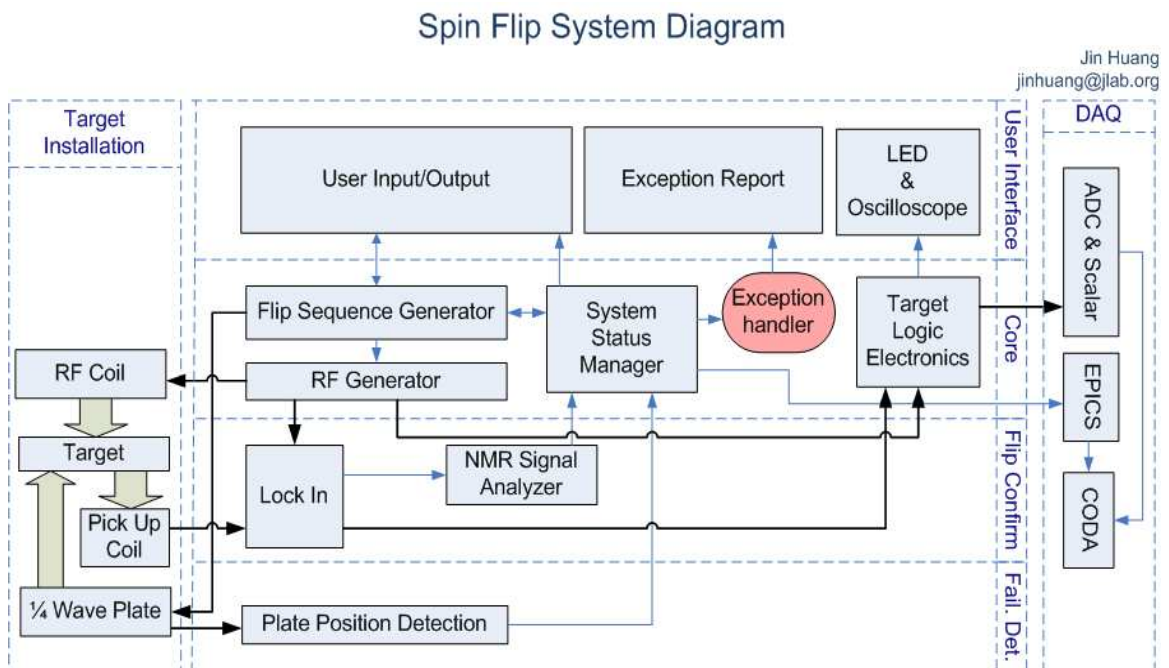 Spin Flip System Diagram
Jin Huang
jinhuang@jlab.org
Target
Installation
User Interface
DAQ
User Input/Output
Exception Report
LED
&
Oscilloscope
ADC & Scalar
Flip Sequence Generator
System
Status
Manager
Exception
handler
Target
Logic
Electronics
Core
RF Coil
RF Generator
EPICS
Target
Lock In
NMR Signal
Analyzer
Flip Confirm
Pick Up
Coil
CODA
¼ Wave Plate
Plate Position Detection
Fail. Det.